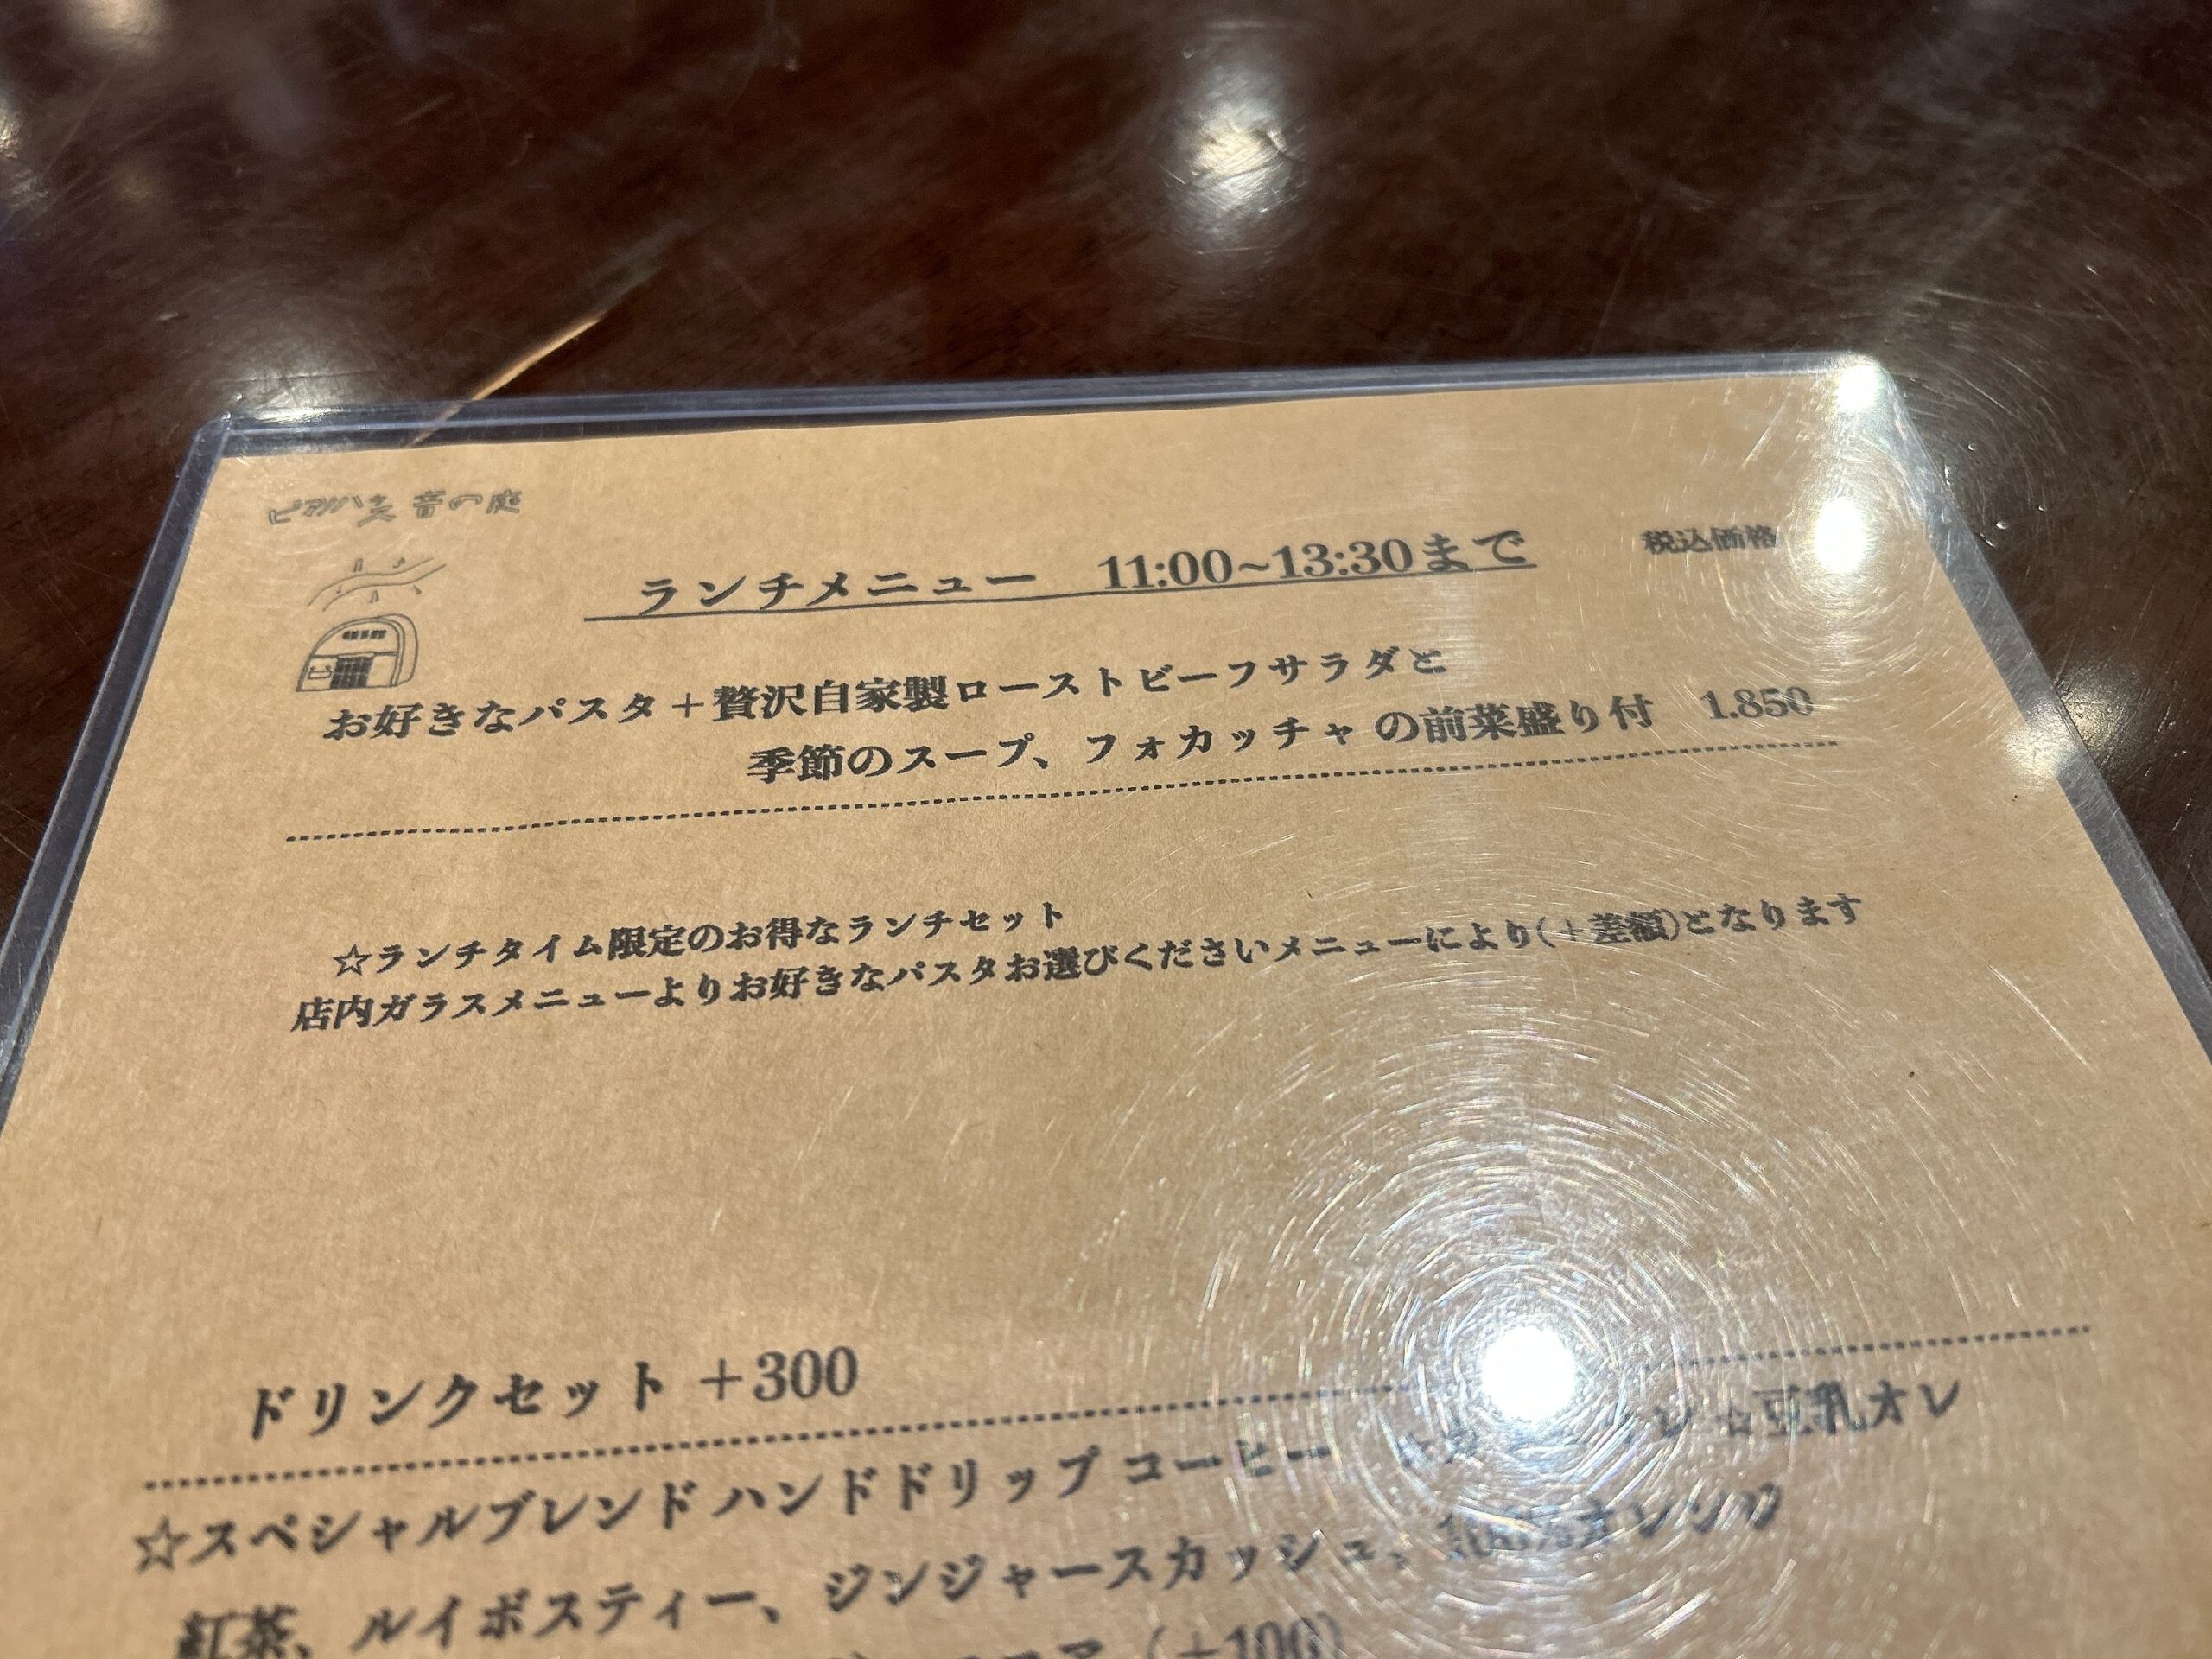 音の庭
ランチメニュー 11:00~13:30まで
税込価格
お好きなパスタ+贅沢自家製ローストビーフサラダと
季節のスープ、フォカッチャ の前菜盛り付 1.850
☆ランチタイム限定のお得なランチセット
店内ガラスメニューよりお好きなパスタお選びくださいメニューにより(+差額)となります
ドリンクセット +300
☆スペシャルブレンド ハンドドリップ コーヒー ☆豆乳オレ
紅茶、ルイボスティー、ジンジャースカッシュ、100%オレンジ
(+100)